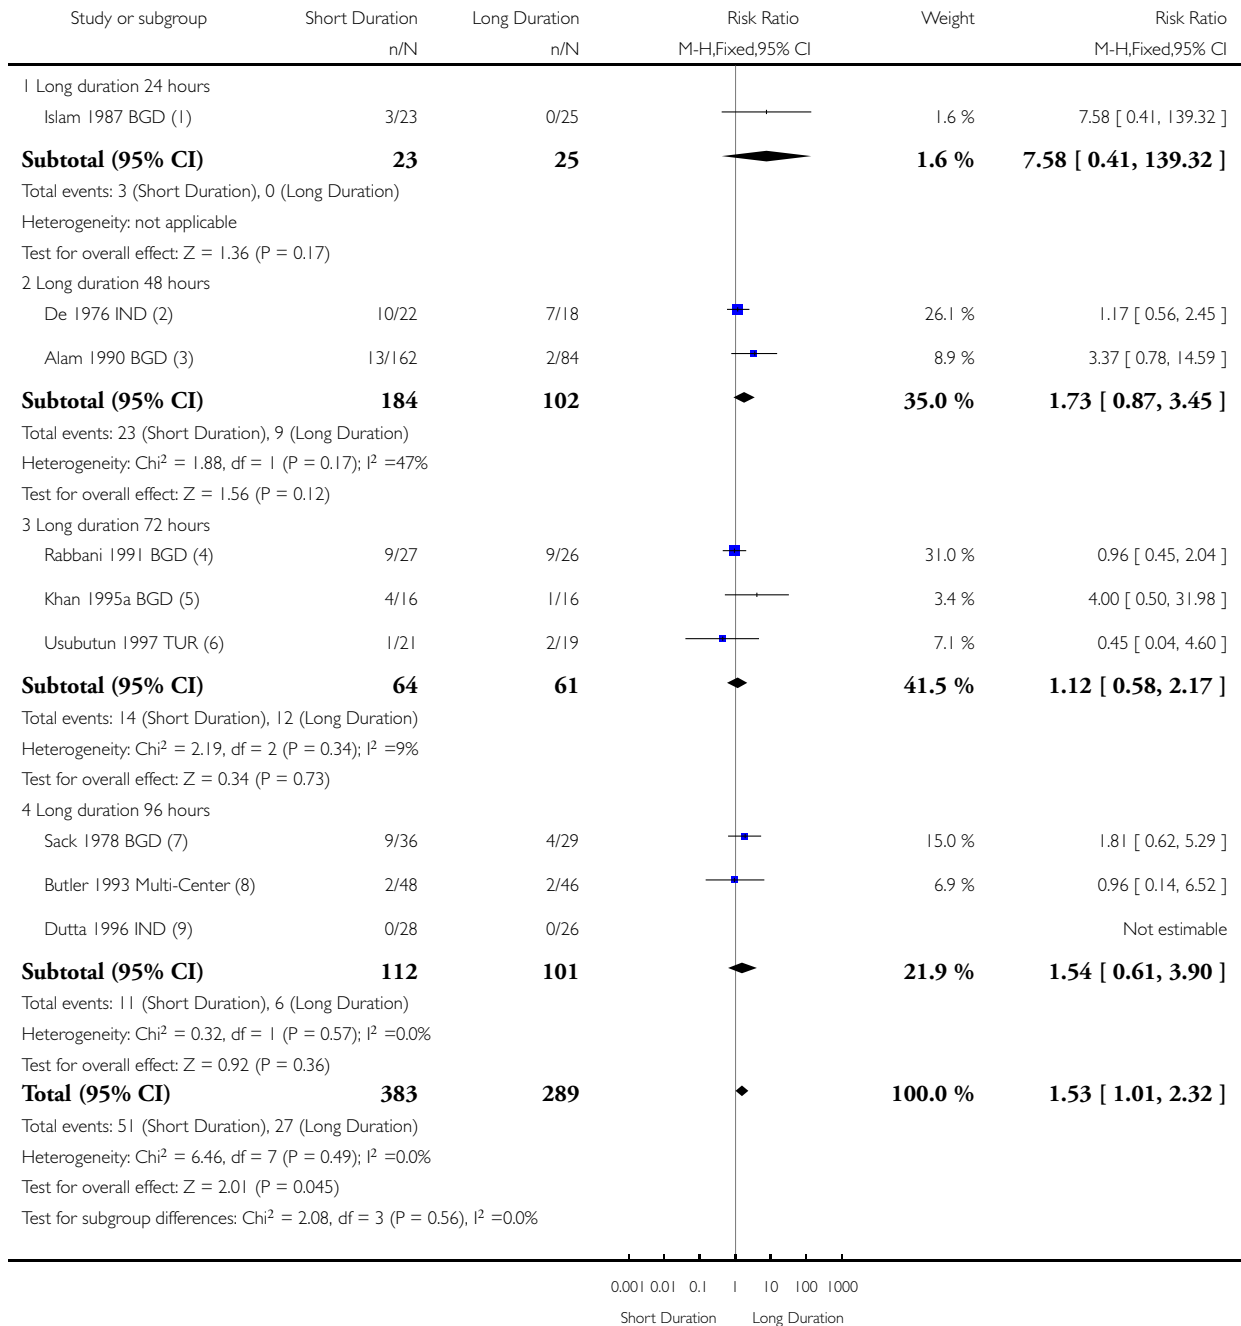 Study or subgroup Short Duration Long Duration Risk Ratio Weight Risk Ratio
n/N n/N M-H,Fixed,95% CI M-H,Fixed,95% CI
1 Long duration 24 hours
Islam 1987 BGD (1) 3/23 0/25 1.6 % 7.58 [ 0.41, 139.32 ]
Subtotal (95% CI) 23 25 1.6 % 7.58 [ 0.41, 139.32 ]
Total events: 3 (Short Duration), 0 (Long Duration)
Heterogeneity: not applicable
Test for overall effect: Z = 1.36 (P = 0.17)
2 Long duration 48 hours
De 1976 IND (2) 10/22 7/18 26.1 % 1.17 [ 0.56, 2.45 ]
Alam 1990 BGD (3) 13/162 2/84 8.9 % 3.37 [ 0.78, 14.59 ]
Subtotal (95% CI) 184 102 35.0 % 1.73 [ 0.87, 3.45 ]
Total events: 23 (Short Duration), 9 (Long Duration)
Heterogeneity: Chi² = 1.88, df = 1 (P = 0.17); I² =47%
Test for overall effect: Z = 1.56 (P = 0.12)
3 Long duration 72 hours
Rabbani 1991 BGD (4) 9/27 9/26 31.0 % 0.96 [ 0.45, 2.04 ]
Khan 1995a BGD (5) 4/16 1/16 3.4 % 4.00 [ 0.50, 31.98 ]
Usubutun 1997 TUR (6) 1/21 2/19 7.1 % 0.45 [ 0.04, 4.60 ]
Subtotal (95% CI) 64 61 41.5 % 1.12 [ 0.58, 2.17 ]
Total events: 14 (Short Duration), 12 (Long Duration)
Heterogeneity: Chi² = 2.19, df = 2 (P = 0.34); I² =9%
Test for overall effect: Z = 0.34 (P = 0.73)
4 Long duration 96 hours
Sack 1978 BGD (7) 9/36 4/29 15.0 % 1.81 [ 0.62, 5.29 ]
Butler 1993 Multi-Center (8) 2/48 2/46 6.9 % 0.96 [ 0.14, 6.52 ]
Dutta 1996 IND (9) 0/28 0/26 Not estimable
Subtotal (95% CI) 112 101 21.9 % 1.54 [ 0.61, 3.90 ]
Total events: 11 (Short Duration), 6 (Long Duration)
Heterogeneity: Chi² = 0.32, df = 1 (P = 0.57); I² =0.0%
Test for overall effect: Z = 0.92 (P = 0.36)
Total (95% CI) 383 289 100.0 % 1.53 [ 1.01, 2.32 ]
Total events: 51 (Short Duration), 27 (Long Duration)
Heterogeneity: Chi² = 6.46, df = 7 (P = 0.49); I² =0.0%
Test for overall effect: Z = 2.01 (P = 0.045)
Test for subgroup differences: Chi² = 2.08, df = 3 (P = 0.56), I² =0.0%
0.001 0.01 0.1 1 10 100 1000
Short Duration Long Duration